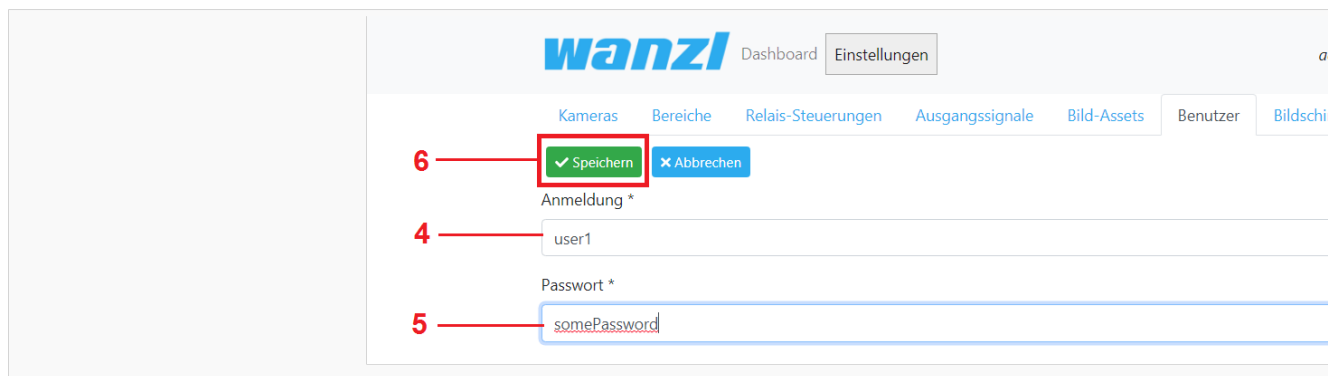 wanzl Dashboard Einstellungen
Kameras Bereiche Relais-Steuerungen Ausgangssignale Bild-Assets Benutzer Bildschi
6 Speichern Abbrechen
Anmeldung *
4 user1
Passwort *
5 somePassword